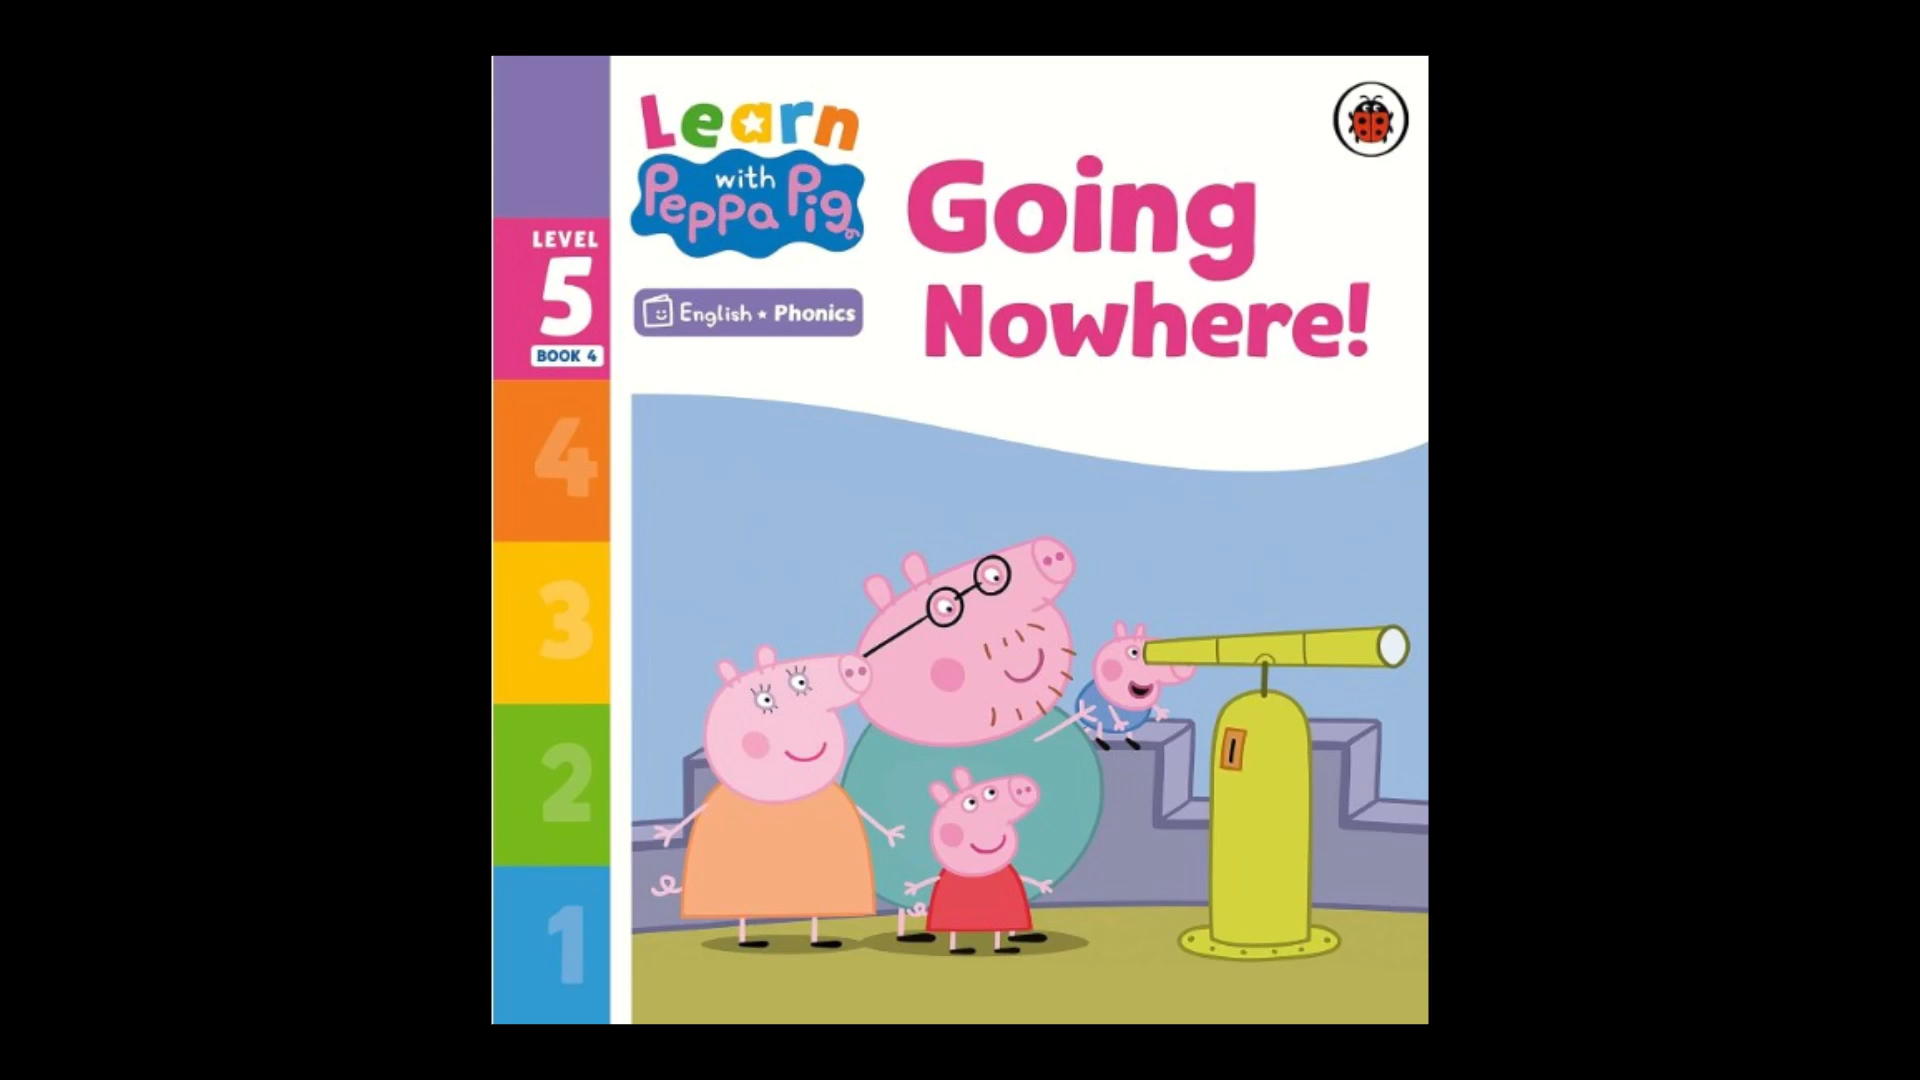 Learn
with
Peppa Pig
English ★ Phonics
Going
Nowhere!
LEVEL
5
BOOK 4
4
3
2
1